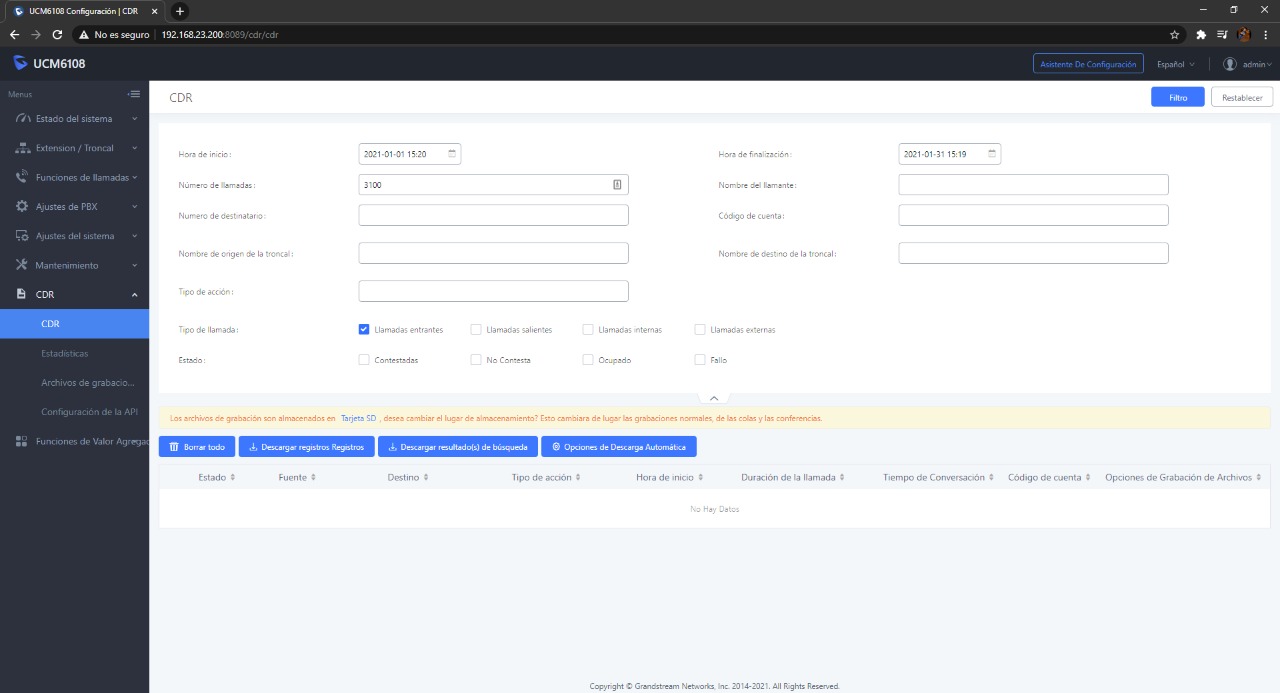 UCM6108 Configuración | CDR
No es seguro 192.168.23.200:8089/cdr/cdr
UCM6108
Asistente De Configuración Español admin
Menus
Estado del sistema
Extension / Troncal
Funciones de llamadas
Ajustes de PBX
Ajustes del sistema
Mantenimiento
CDR
CDR
Estadísticas
Archivos de grabacio...
Configuración de la API
Funciones de Valor Agregad
CDR Filtro Restablecer
Hora de inicio: 2021-01-01 15:20 Hora de finalización: 2021-01-31 15:19
Número de llamadas: 3100 Nombre del llamante:
Numero de destinatario: Código de cuenta:
Nombre de origen de la troncal: Nombre de destino de la troncal:
Tipo de acción:
Tipo de llamada: Llamadas entrantes Llamadas salientes Llamadas internas Llamadas externas
Estado: Contestadas No Contesta Ocupado Fallo
Los archivos de grabación son almacenados en Tarjeta SD , desea cambiar el lugar de almacenamiento? Esto cambiara de lugar las grabaciones normales, de las colas y las conferencias.
Borrar todo Descargar registros Registros Descargar resultado(s) de búsqueda Opciones de Descarga Automática
Estado Fuente Destino Tipo de acción Hora de inicio Duración de la llamada Tiempo de Conversación Código de cuenta Opciones de Grabación de Archivos
No Hay Datos
Copyright © Grandstream Networks, Inc. 2014-2021. All Rights Reserved.